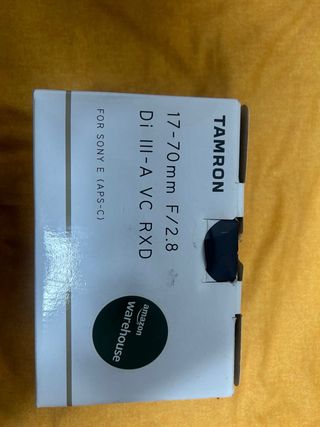 TAMRON
17-70mm F/2.8
Di III-A VC RXD
FOR SONY E (APS-C)
amazon
warehouse